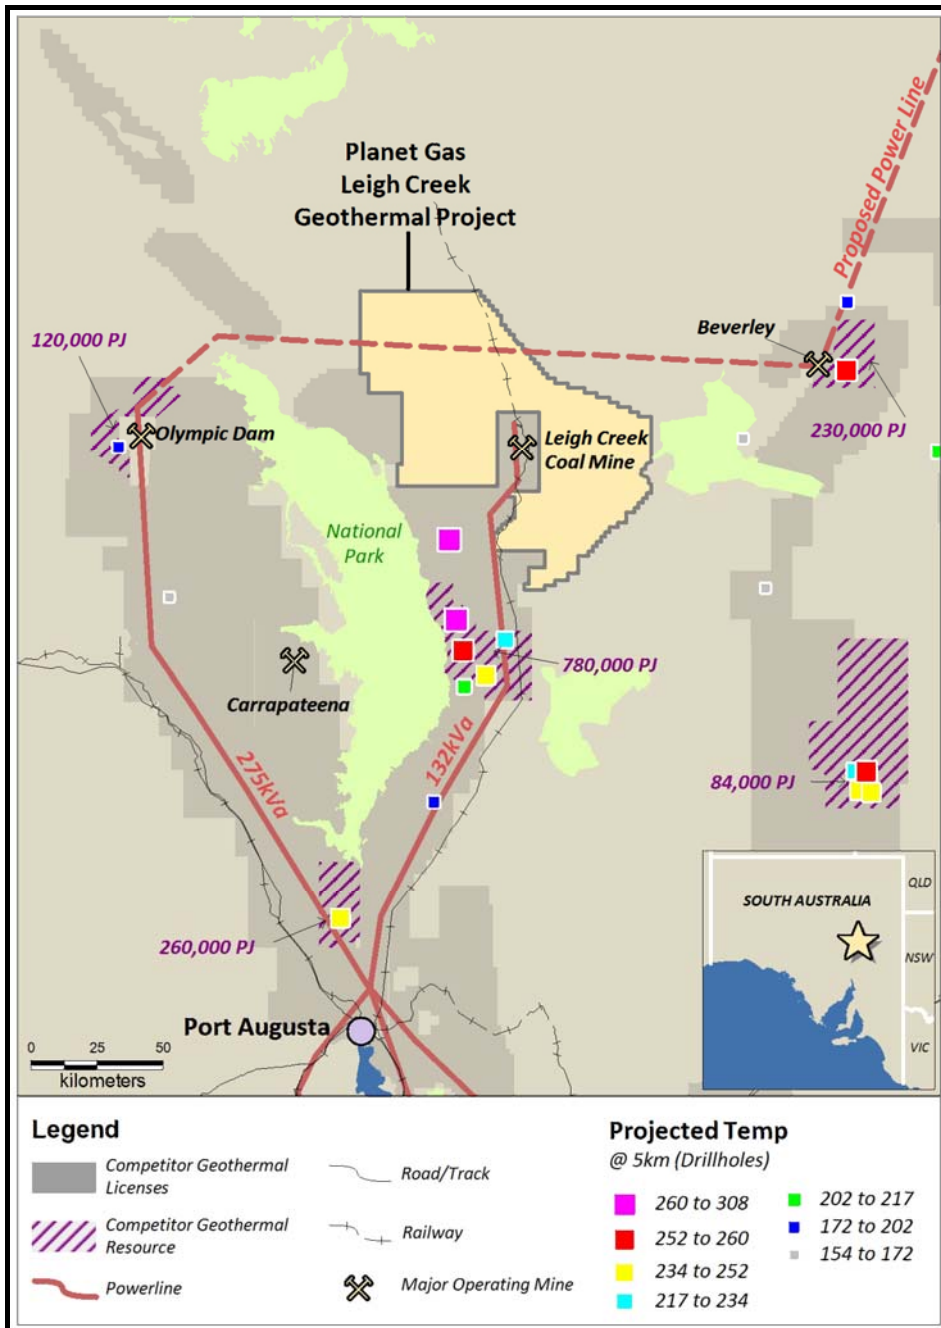 Planet Gas
Leigh Creek
Geothermal Project
Proposed Power Line
120,000 PJ
Beverley
Olympic Dam
Leigh Creek
Coal Mine
230,000 PJ
National
Park
780,000 PJ
Carrapateena
275kVa
132kVa
84,000 PJ
260,000 PJ
Port Augusta
SOUTH AUSTRALIA
QLD
NSW
VIC
0 25 50
kilometers
Legend
Competitor Geothermal
Licenses
Competitor Geothermal
Resource
Powerline
Road/Track
Railway
Major Operating Mine
Projected Temp
@ 5km (Drillholes)
260 to 308
252 to 260
234 to 252
217 to 234
202 to 217
172 to 202
154 to 172